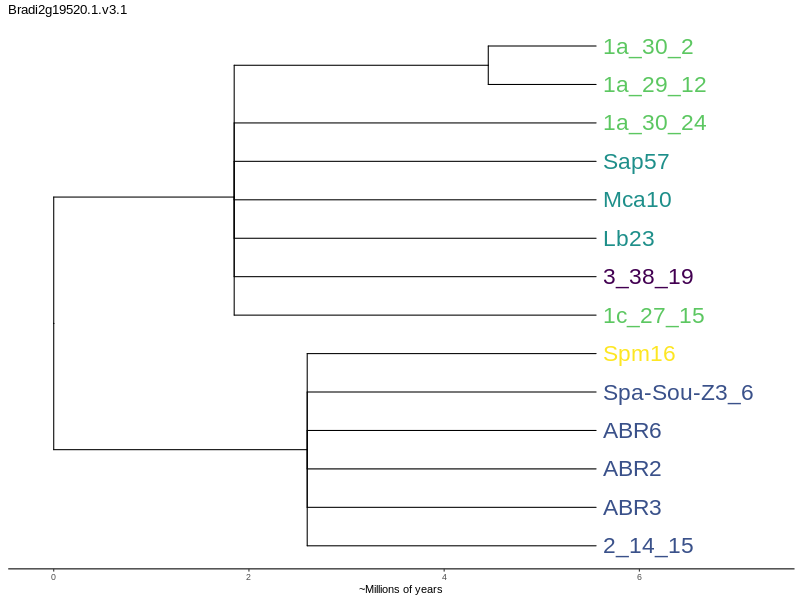 Bradi2g19520.1.v3.1
1a_30_2
1a_29_12
1a_30_24
Sap57
Mca10
Lb23
3_38_19
1c_27_15
Spm16
Spa-Sou-Z3_6
ABR6
ABR2
ABR3
2_14_15
0 2 4 6
~Millions of years